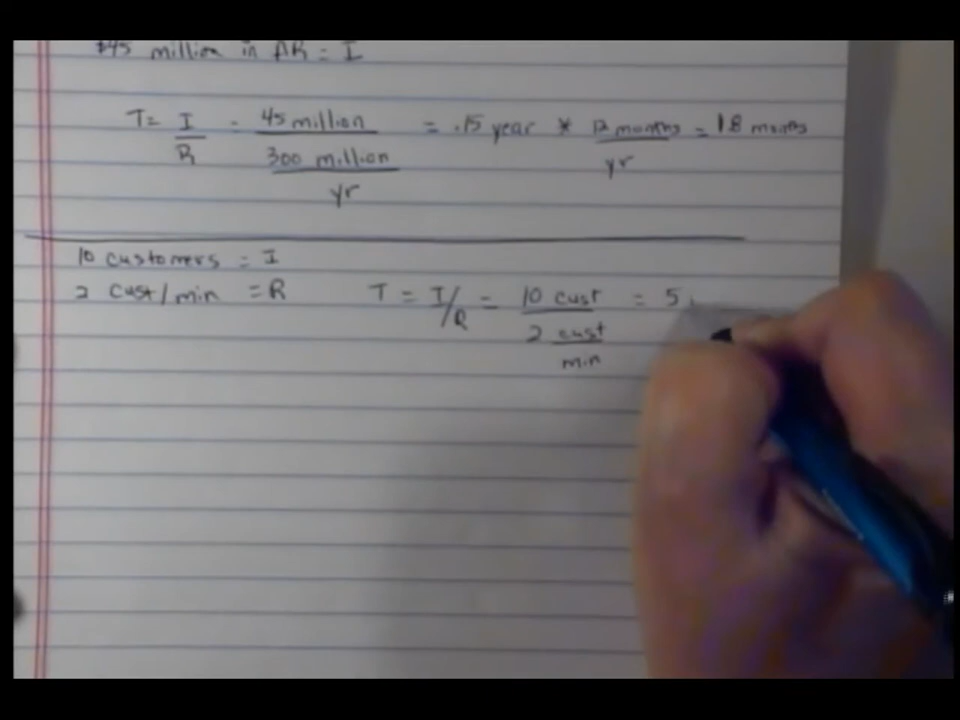 $45 million in AR = I
T= I/R = 45 million / 300 million/yr = .15 year * 12 months/yr = 1.8 months
10 customers = I
2 cust/min = R T = I/R = 10 cust / 2 cust/min = 5